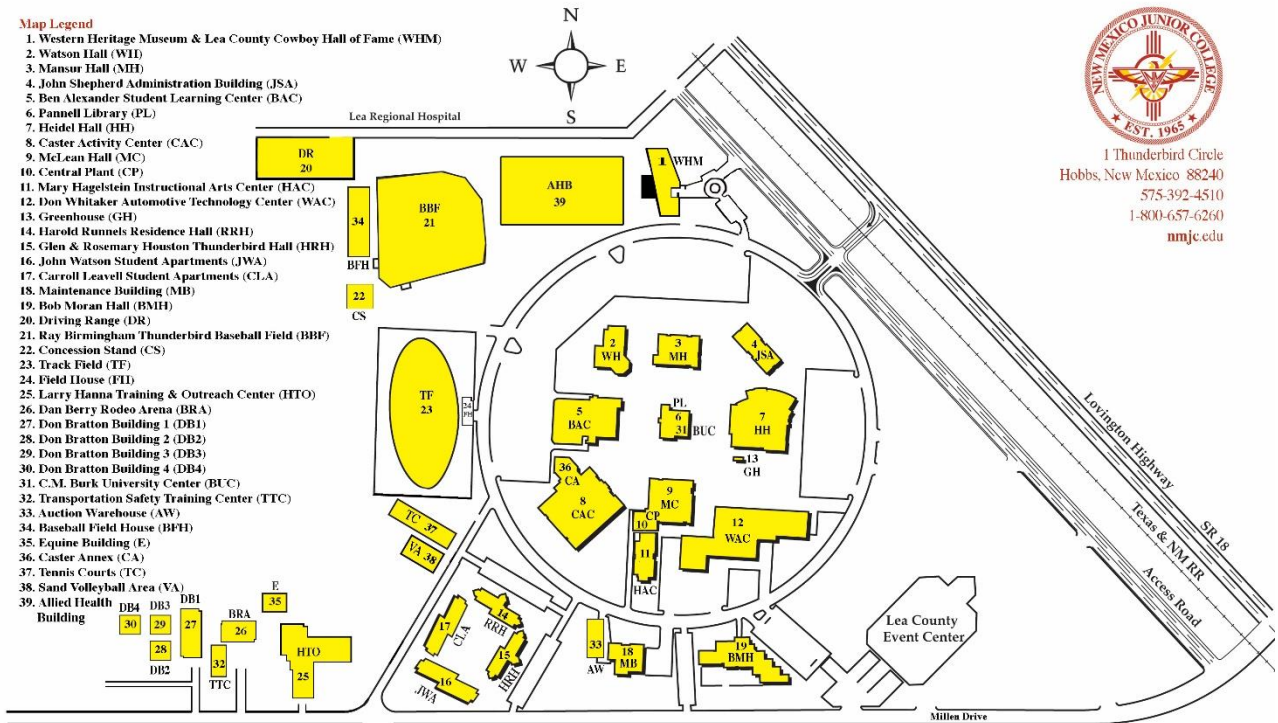 Map Legend
1. Western Heritage Museum & Lea County Cowboy Hall of Fame (WHM)
2. Watson Hall (WH)
3. Mansur Hall (MH)
4. John Shepherd Administration Building (JSA)
5. Ben Alexander Student Learning Center (BAC)
6. Pannell Library (PL)
7. Heidel Hall (HH)
8. Caster Activity Center (CAC)
9. McLean Hall (MC)
10. Central Plant (CP)
11. Mary Hagelstein Instructional Arts Center (HAC)
12. Don Whitaker Automotive Technology Center (WAC)
13. Greenhouse (GH)
14. Harold Runnels Residence Hall (RRH)
15. Glen & Rosemary Houston Thunderbird Hall (HRH)
16. John Watson Student Apartments (JWA)
17. Carroll Leavell Student Apartments (CLA)
18. Maintenance Building (MB)
19. Bob Moran Hall (BMH)
20. Driving Range (DR)
21. Ray Birmingham Thunderbird Baseball Field (BBF)
22. Concession Stand (CS)
23. Track Field (TF)
24. Field House (FH)
25. Larry Hanna Training & Outreach Center (HTO)
26. Dan Berry Rodeo Arena (BRA)
27. Don Bratton Building 1 (DB1)
28. Don Bratton Building 2 (DB2)
29. Don Bratton Building 3 (DB3)
30. Don Bratton Building 4 (DB4)
31. C.M. Burk University Center (BUC)
32. Transportation Safety Training Center (TTC)
33. Auction Warehouse (AW)
34. Baseball Field House (BFH)
35. Equine Building (E)
36. Caster Annex (CA)
37. Tennis Courts (TC)
38. Sand Volleyball Area (VA)
39. Allied Health
Building
N
W
E
S
NEW MEXICO JUNIOR COLLEGE
NM
EST. 1965
1 Thunderbird Circle
Hobbs, New Mexico 88240
575-392-4510
1-800-657-6260
nmjc.edu
Lea Regional Hospital
DR
20
AHB
39
1
WHM
34
BFH
BBF
21
22
CS
TF
23
24
FH
2
WH
3
MH
4
JSA
5
BAC
PL
6
31
BUC
7
HH
13
GH
36
CA
8
CAC
9
MC
CP
10
11
HAC
12
WAC
TC 37
VA 38
14
RRH
17
CLA
15
HRH
16
JWA
33
AW
18
MB
19
BMH
Lea County
Event Center
Lovington Highway
SR 18
Texas & NM RR
Access Road
Millen Drive
DB4
30
DB3
29
28
DB2
DB1
27
BRA
26
E
35
32
TTC
HTO
25